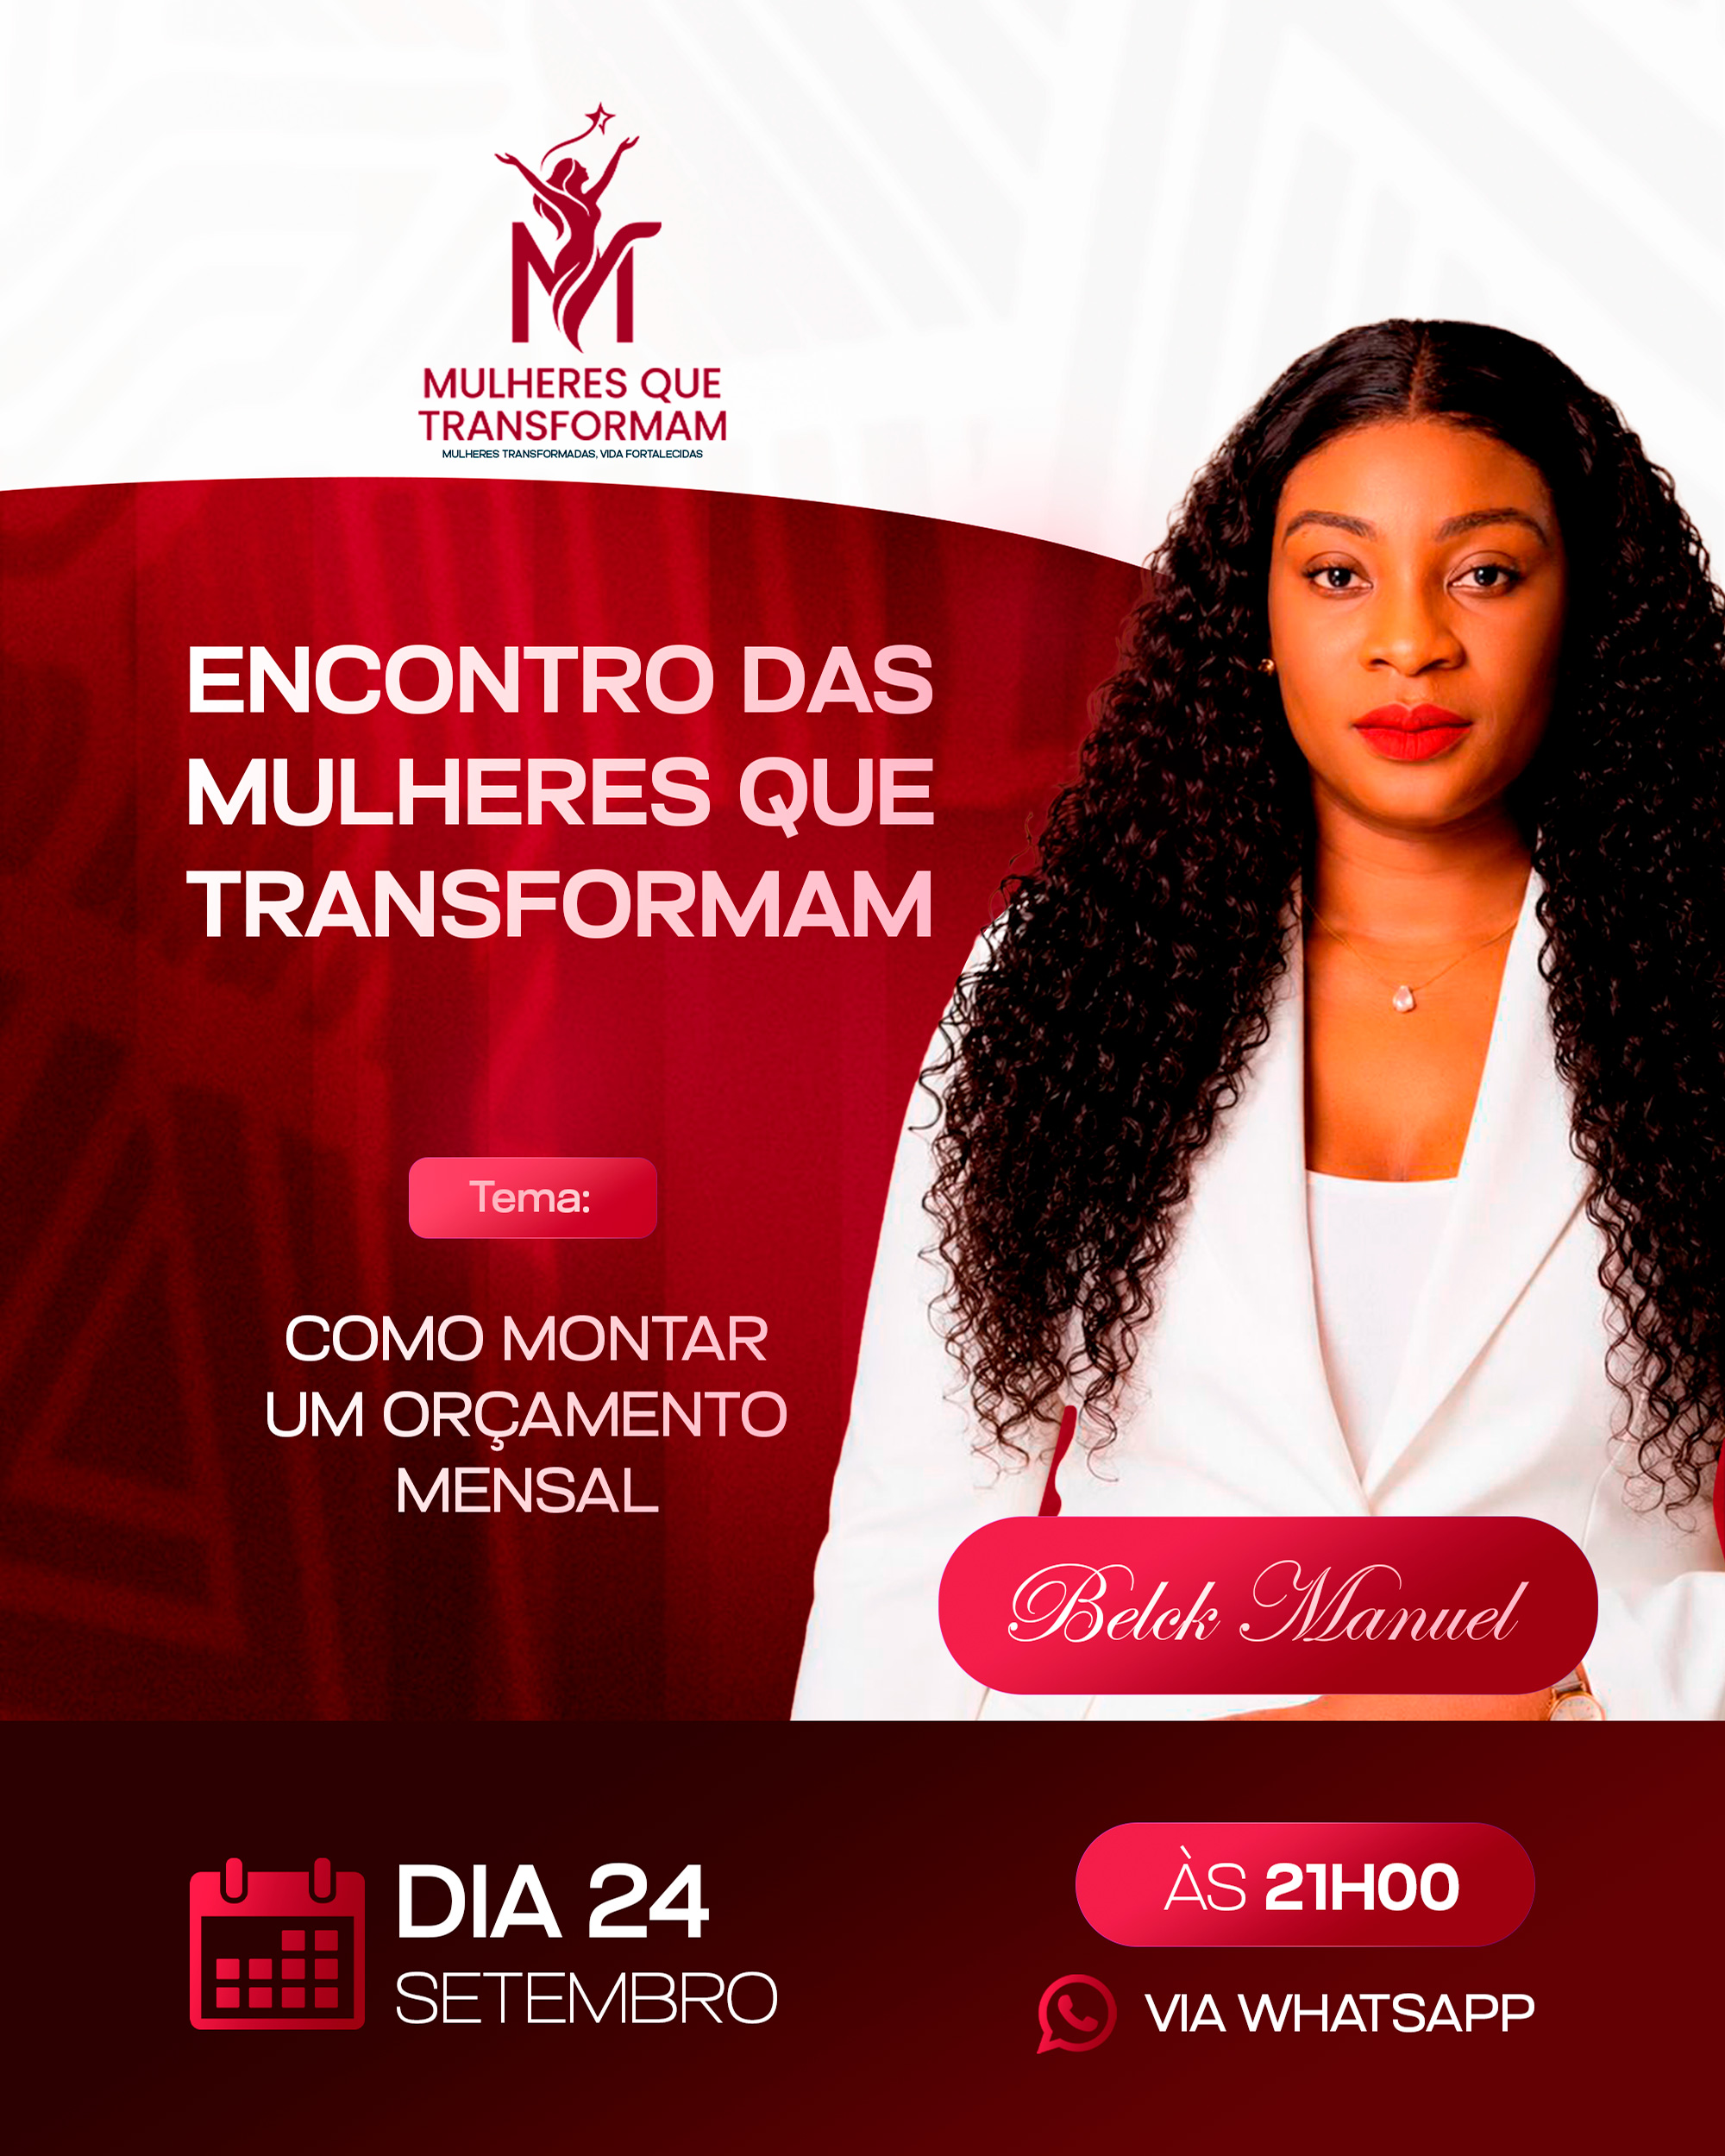 MULHERES QUE
TRANSFORMAM
MULHERES TRANSFORMADAS, VIDA FORTALECIDAS
ENCONTRO DAS
MULHERES QUE
TRANSFORMAM
Tema:
COMO MONTAR
UM ORÇAMENTO
MENSAL
Belck Manuel
DIA 24
SETEMBRO
ÀS 21H00
VIA WHATSAPP